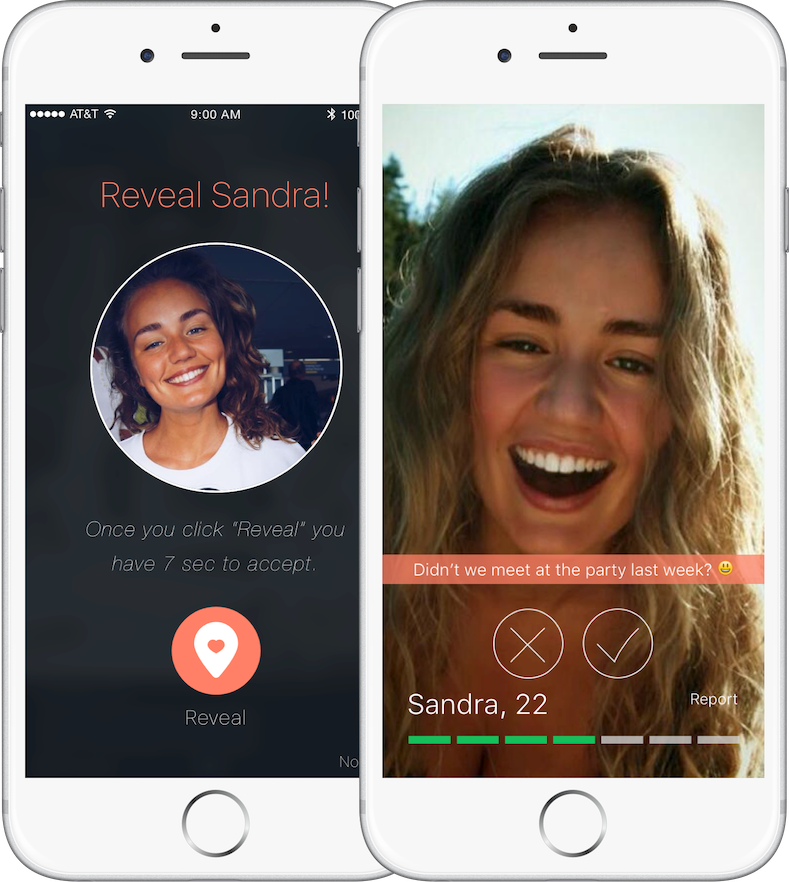 AT&T
9:00 AM
100
Reveal Sandra!
Once you click "Reveal" you
have 7 sec to accept.
Reveal
No
Didn't we meet at the party last week? 😃
Sandra, 22
Report